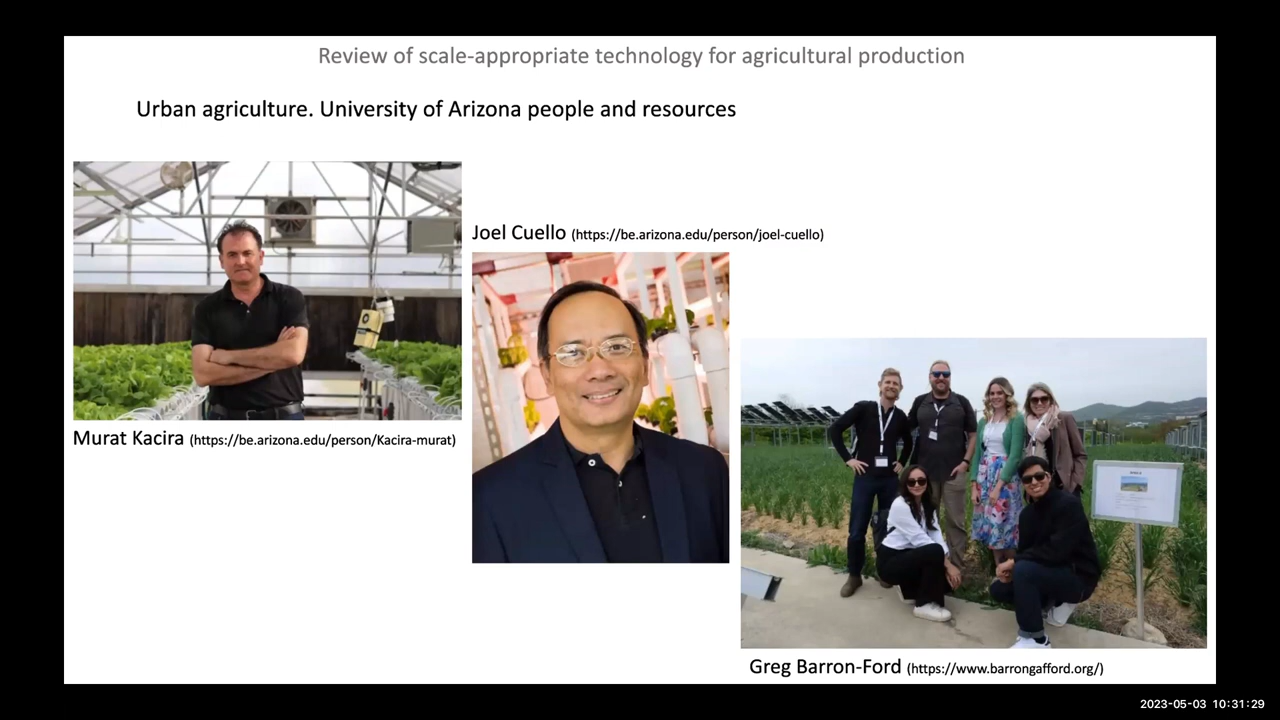 Review of scale-appropriate technology for agricultural production
Urban agriculture. University of Arizona people and resources
Joel Cuello (https://be.arizona.edu/person/joel-cuello)
Murat Kacira (https://be.arizona.edu/person/Kacira-murat)
Greg Barron-Ford (https://www.barrongafford.org/)
2023-05-03 10:31:29